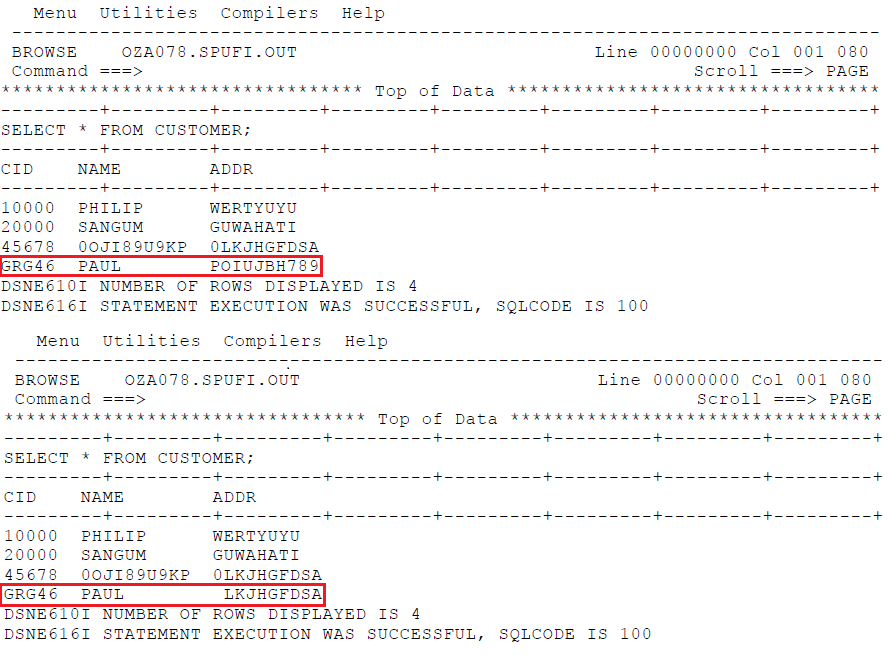 Menu Utilities Compilers Help
-------------------------------------------------------------------------------
BROWSE OZA078.SPUFI.OUT Line 00000000 Col 001 080
Command ===> Scroll ===> PAGE
********************************* Top of Data **********************************
---------+---------+---------+---------+---------+---------+---------+---------+
SELECT * FROM CUSTOMER;
---------+---------+---------+---------+---------+---------+---------+---------+
CID NAME ADDR
---------+---------+---------+---------+---------+---------+---------+---------+
10000 PHILIP WERTYUYU
20000 SANGUM GUWAHATI
45678 0OJI89U9KP 0LKJHGFDSA
GRG46 PAUL POIUJBH789
DSNE610I NUMBER OF ROWS DISPLAYED IS 4
DSNE616I STATEMENT EXECUTION WAS SUCCESSFUL, SQLCODE IS 100
Menu Utilities Compilers Help
-------------------------------------------------------------------------------
BROWSE OZA078.SPUFI.OUT Line 00000000 Col 001 080
Command ===> Scroll ===> PAGE
********************************* Top of Data **********************************
---------+---------+---------+---------+---------+---------+---------+---------+
SELECT * FROM CUSTOMER;
---------+---------+---------+---------+---------+---------+---------+---------+
CID NAME ADDR
---------+---------+---------+---------+---------+---------+---------+---------+
10000 PHILIP WERTYUYU
20000 SANGUM GUWAHATI
45678 0OJI89U9KP 0LKJHGFDSA
GRG46 PAUL LKJHGFDSA
DSNE610I NUMBER OF ROWS DISPLAYED IS 4
DSNE616I STATEMENT EXECUTION WAS SUCCESSFUL, SQLCODE IS 100